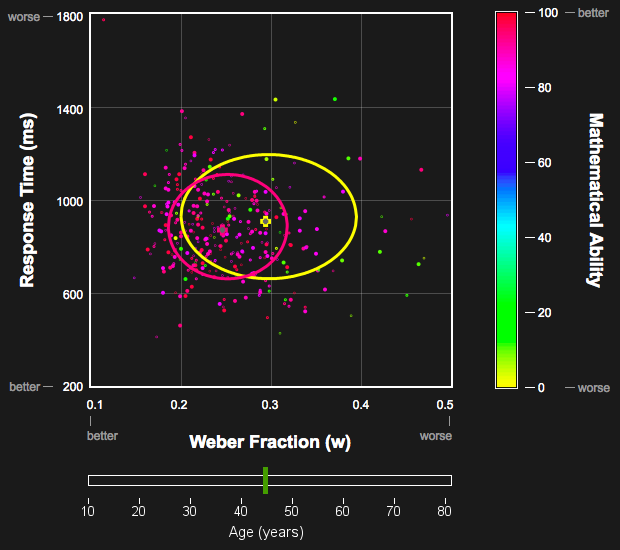 worse
1800
1400
1000
600
200
better
Response Time (ms)
0.1 0.2 0.3 0.4 0.5
better worse
Weber Fraction (w)
10 20 30 40 50 60 70 80
Age (years)
100
80
60
40
20
0
better
worse
Mathematical Ability